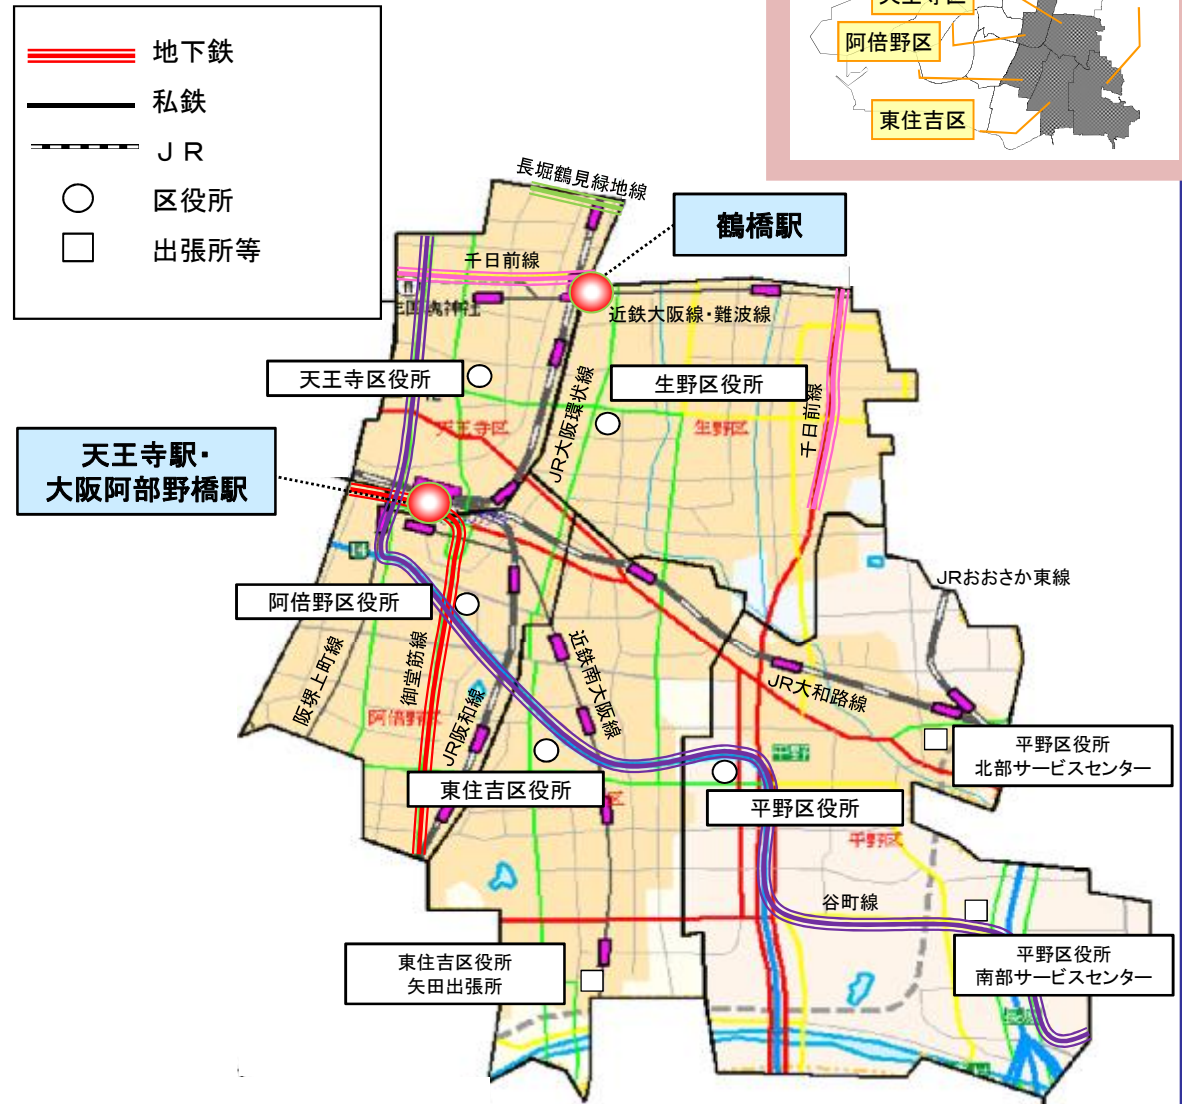 地下鉄
私鉄
ＪＲ
区役所
出張所等
阿倍野区
東住吉区
長堀鶴見緑地線
鶴橋駅
千日前線
近鉄大阪線・難波線
天王寺区役所
生野区役所
JR大阪環状線
千日前線
天王寺区
生野区
天王寺駅・
大阪阿部野橋駅
JRおおさか東線
阿倍野区役所
阪堺上町線
御堂筋線
近鉄南大阪線
JR阪和線
JR大和路線
阿倍野区
平野区役所
北部サービスセンター
東住吉区役所
平野
平野区役所
区
平野区
谷町線
東住吉区役所
矢田出張所
平野区役所
南部サービスセンター